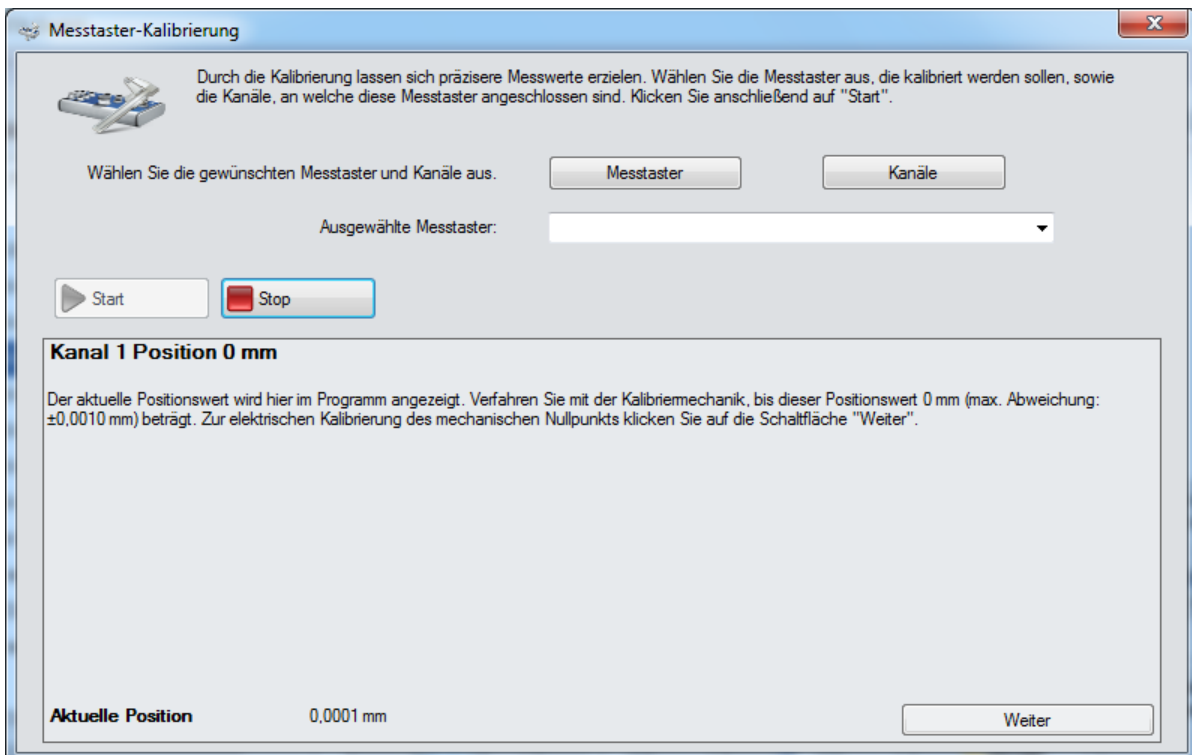 Messtaster-Kalibrierung
Durch die Kalibrierung lassen sich präzisere Messwerte erzielen. Wählen Sie die Messtaster aus, die kalibriert werden sollen, sowie
die Kanäle, an welche diese Messtaster angeschlossen sind. Klicken Sie anschließend auf "Start".
Wählen Sie die gewünschten Messtaster und Kanäle aus. Messtaster Kanäle
Ausgewählte Messtaster:
Start Stop
Kanal 1 Position 0 mm
Der aktuelle Positionswert wird hier im Programm angezeigt. Verfahren Sie mit der Kalibriermechanik, bis dieser Positionswert 0 mm (max. Abweichung:
±0,0010 mm) beträgt. Zur elektrischen Kalibrierung des mechanischen Nullpunkts klicken Sie auf die Schaltfläche "Weiter".
Aktuelle Position 0,0001 mm Weiter